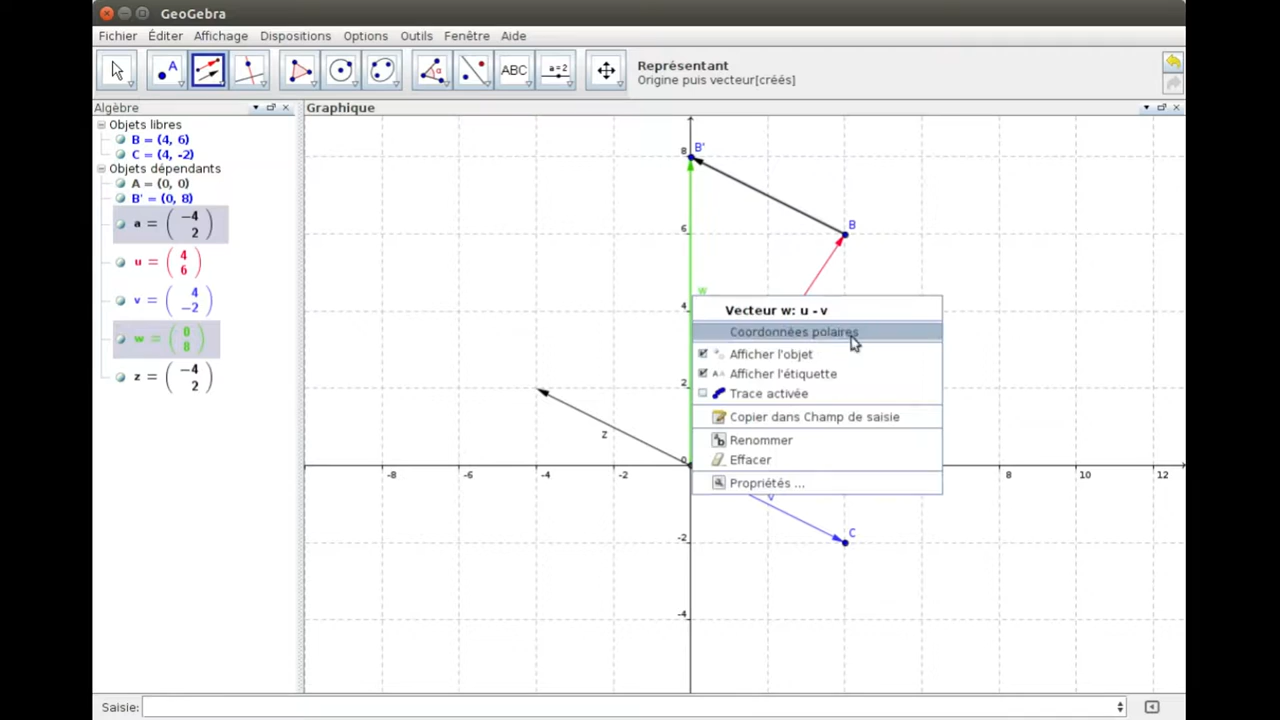 GeoGebra
Fichier Éditer Affichage Dispositions Options Outils Fenêtre Aide
A
α
ABC
a=2
Représentant
Origine puis vecteur[créés]
Algèbre
Graphique
Objets libres
B = (4, 6)
C = (4, -2)
Objets dépendants
A = (0, 0)
B' = (0, 8)
a = (−4
2)
u = (4
6)
v = (4
−2)
w = (0
8)
z = (−4
2)
8
B'
6
B
w
4
Vecteur w: u - v
Coordonnées polaires
Afficher l'objet
Afficher l'étiquette
Trace activée
Copier dans Champ de saisie
Renommer
Effacer
Propriétés ...
2
z
0
-8 -6 -4 -2 8 10 12
v
C
-2
-4
Saisie: